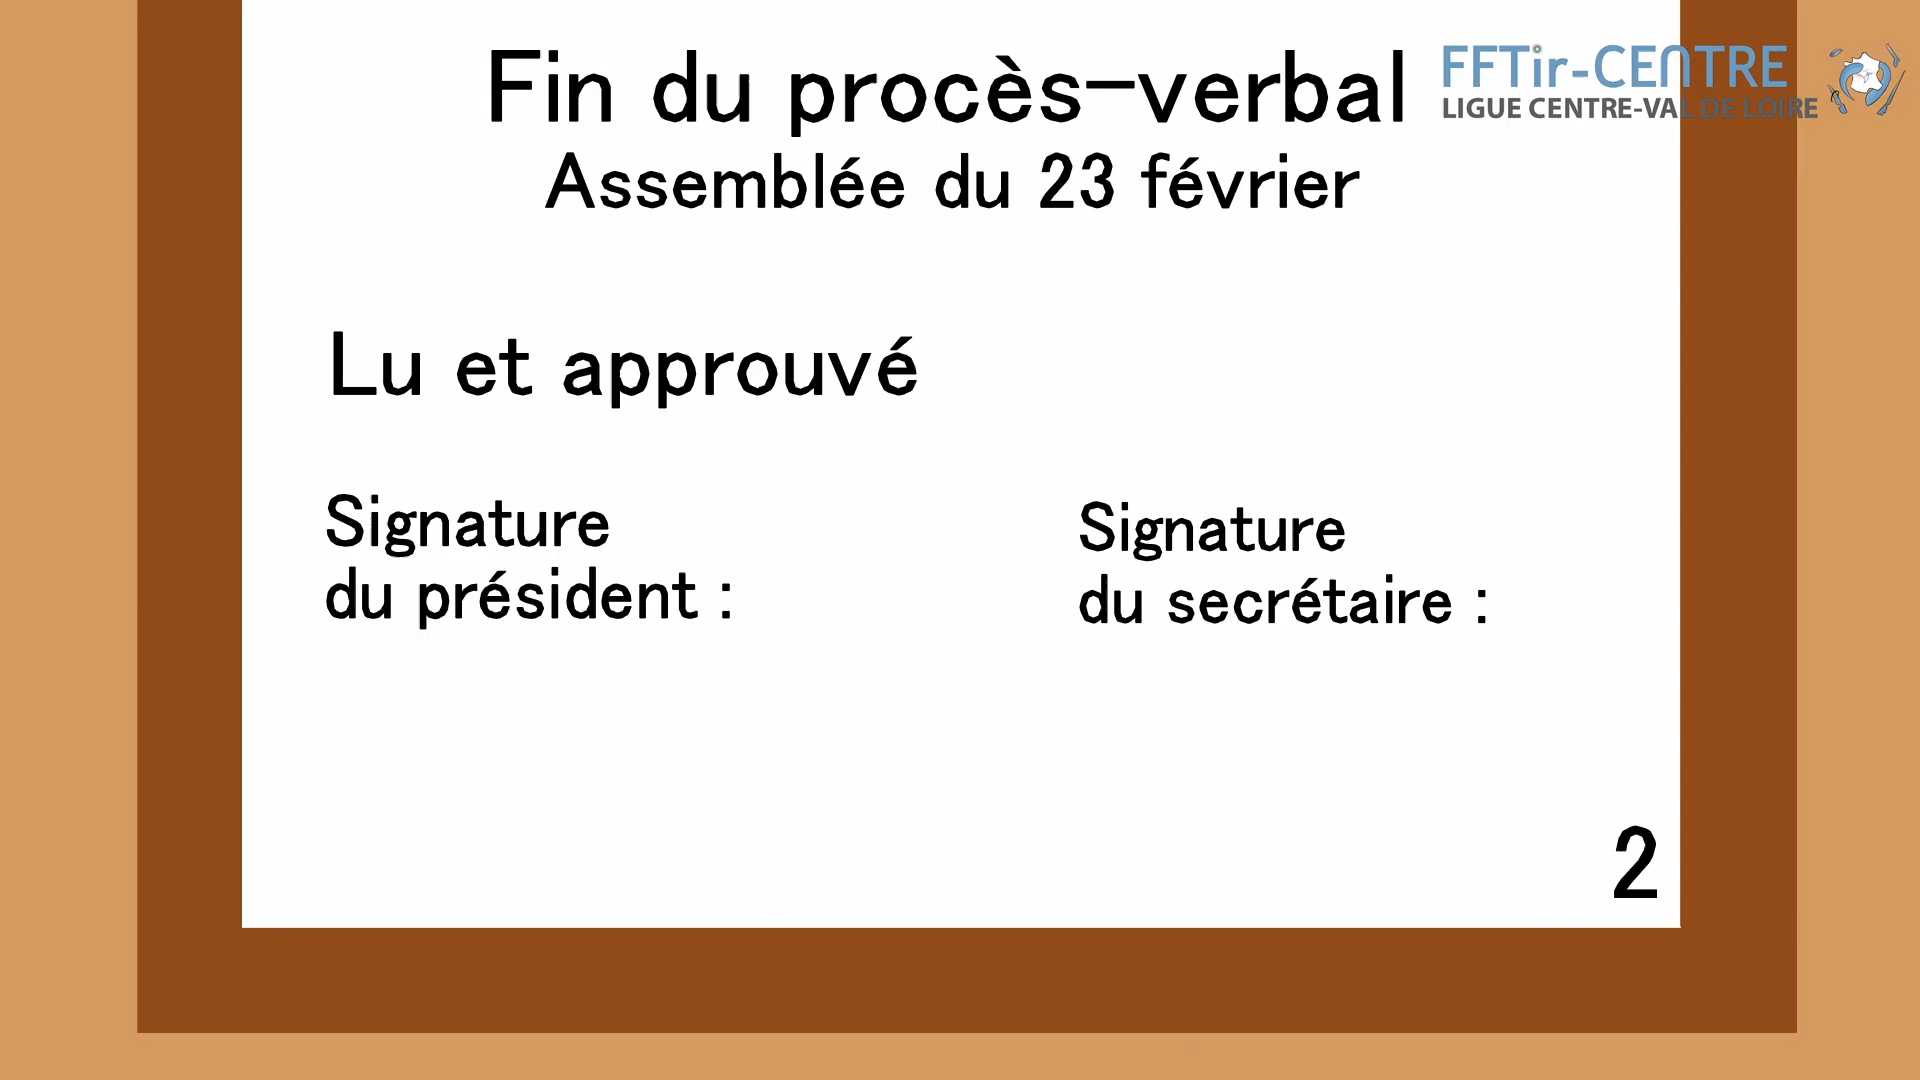 Fin du procès-verbal
Assemblée du 23 février
FFTir-CENTRE
LIGUE CENTRE-VAL DE LOIRE
Lu et approuvé
Signature
du président :
Signature
du secrétaire :
2